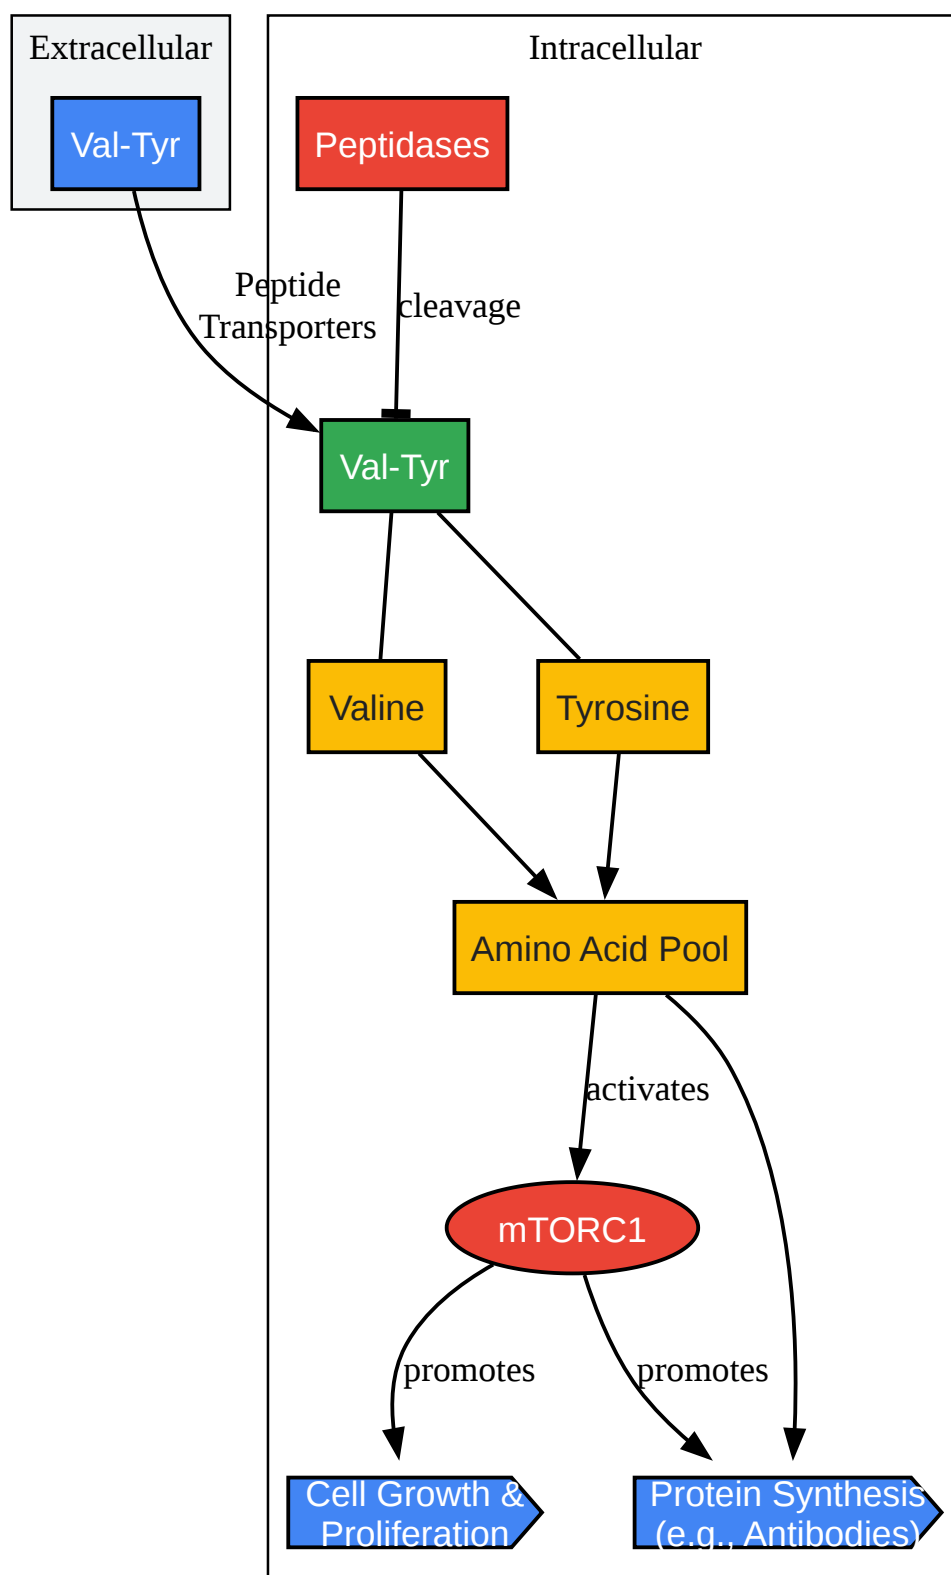 Extracellular
Intracellular
Val-Tyr
Peptidases
Peptide
Transporters
cleavage
Val-Tyr
Valine
Tyrosine
Amino Acid Pool
activates
mTORC1
promotes
promotes
Cell Growth &
Proliferation
Protein Synthesis
(e.g., Antibodies)